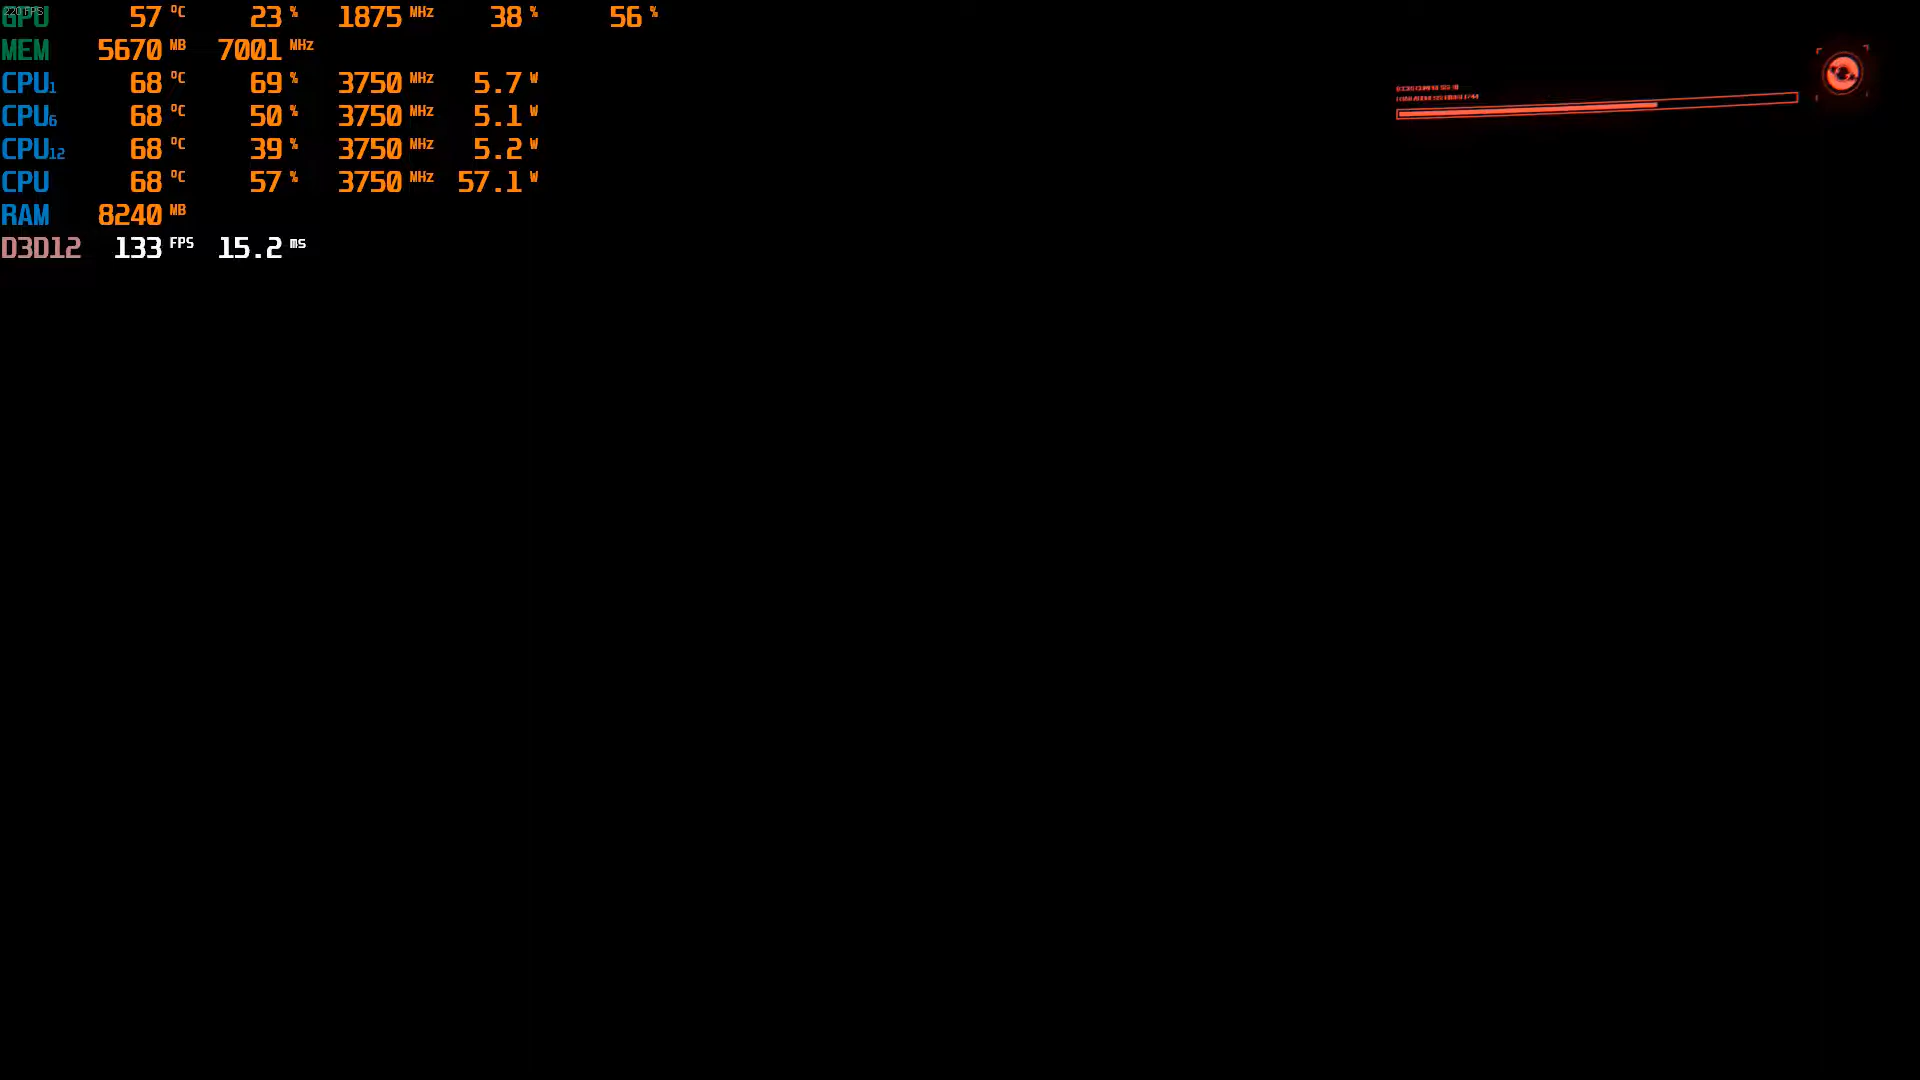 220 FPS
GPU 57 °C 23 % 1875 MHz 38 % 56 %
MEM 5670 MB 7001 MHz
CPU1 68 °C 69 % 3750 MHz 5.7 W
CPU6 68 °C 50 % 3750 MHz 5.1 W
CPU12 68 °C 39 % 3750 MHz 5.2 W
CPU 68 °C 57 % 3750 MHz 57.1 W
RAM 8240 MB
D3D12 133 FPS 15.2 ms